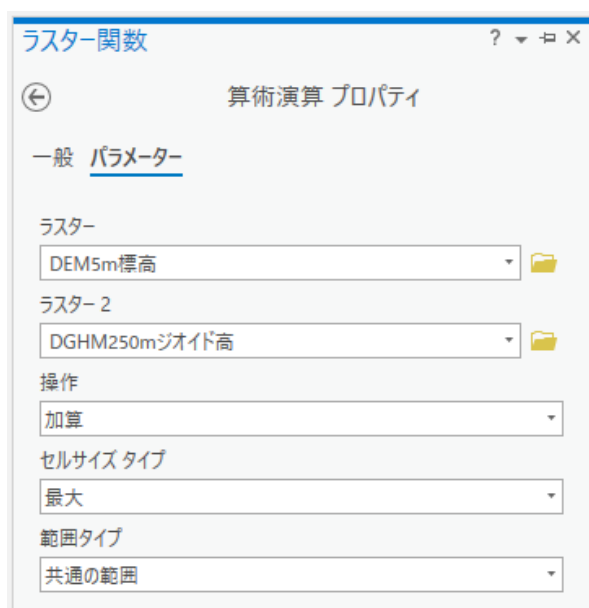 ラスター関数
?
算術演算 プロパティ
一般 パラメーター
ラスター
DEM5m標高
ラスター 2
DGHM250mジオイド高
操作
加算
セルサイズ タイプ
最大
範囲タイプ
共通の範囲